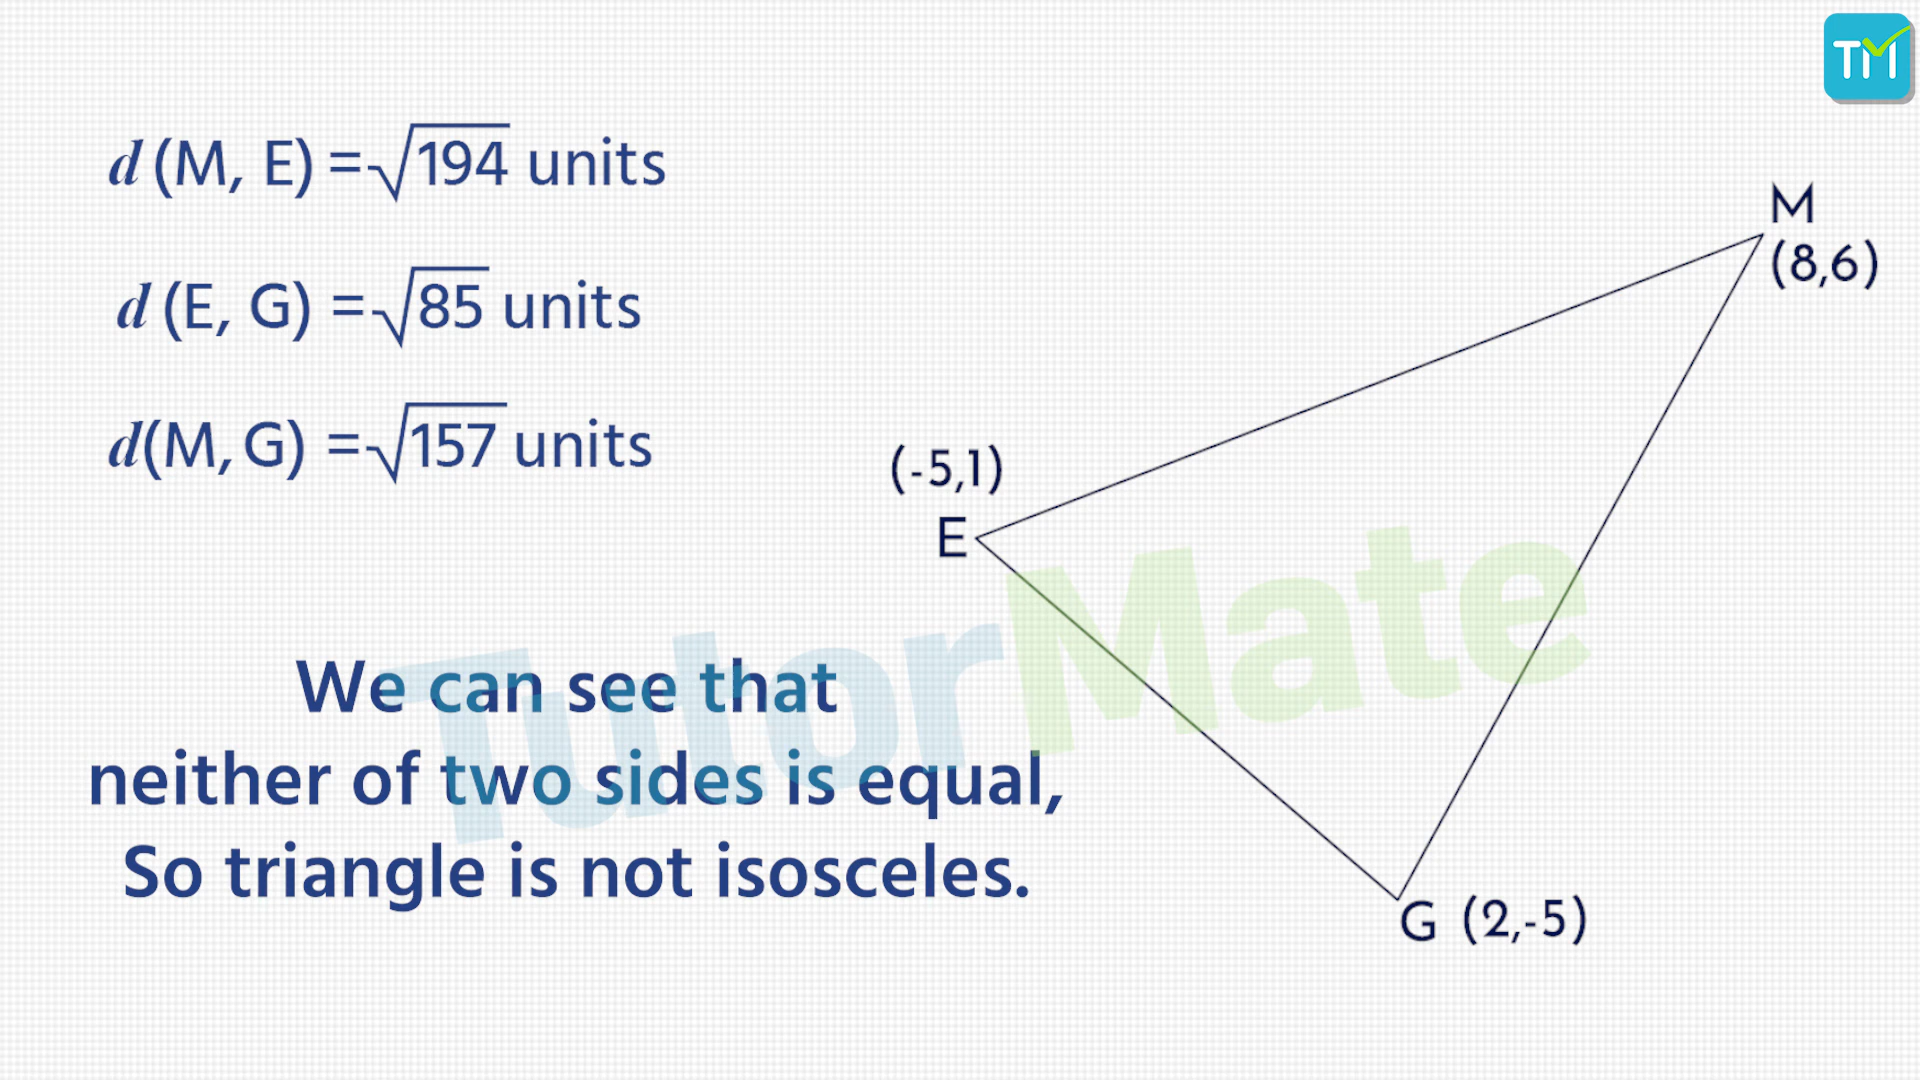 TM
d (M, E) = √194 units
d (E, G) = √85 units
d(M, G) = √157 units
M
(8,6)
(-5,1)
E
G (2,-5)
TutorMate
We can see that
neither of two sides is equal,
So triangle is not isosceles.